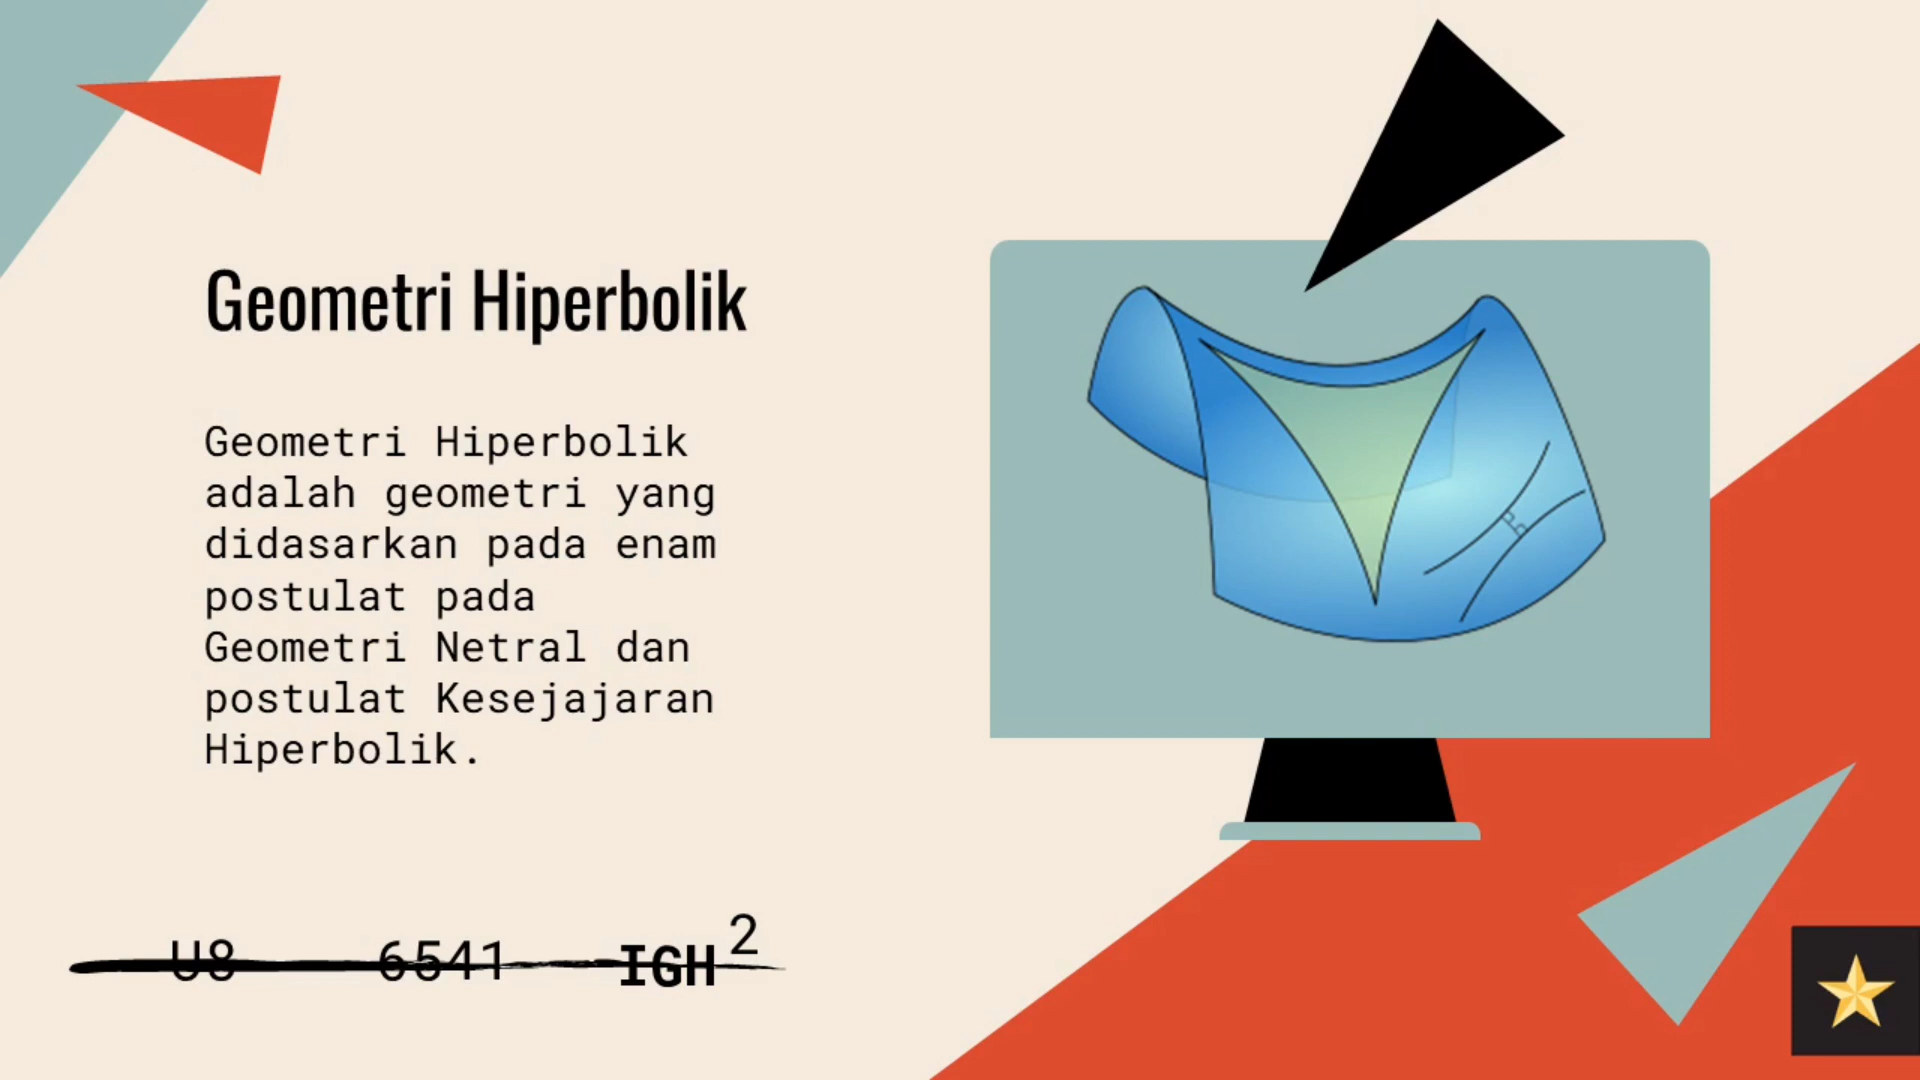 Geometri Hiperbolik
Geometri Hiperbolik
adalah geometri yang
didasarkan pada enam
postulat pada
Geometri Netral dan
postulat Kesejajaran
Hiperbolik.
U8 6541 IGH 2